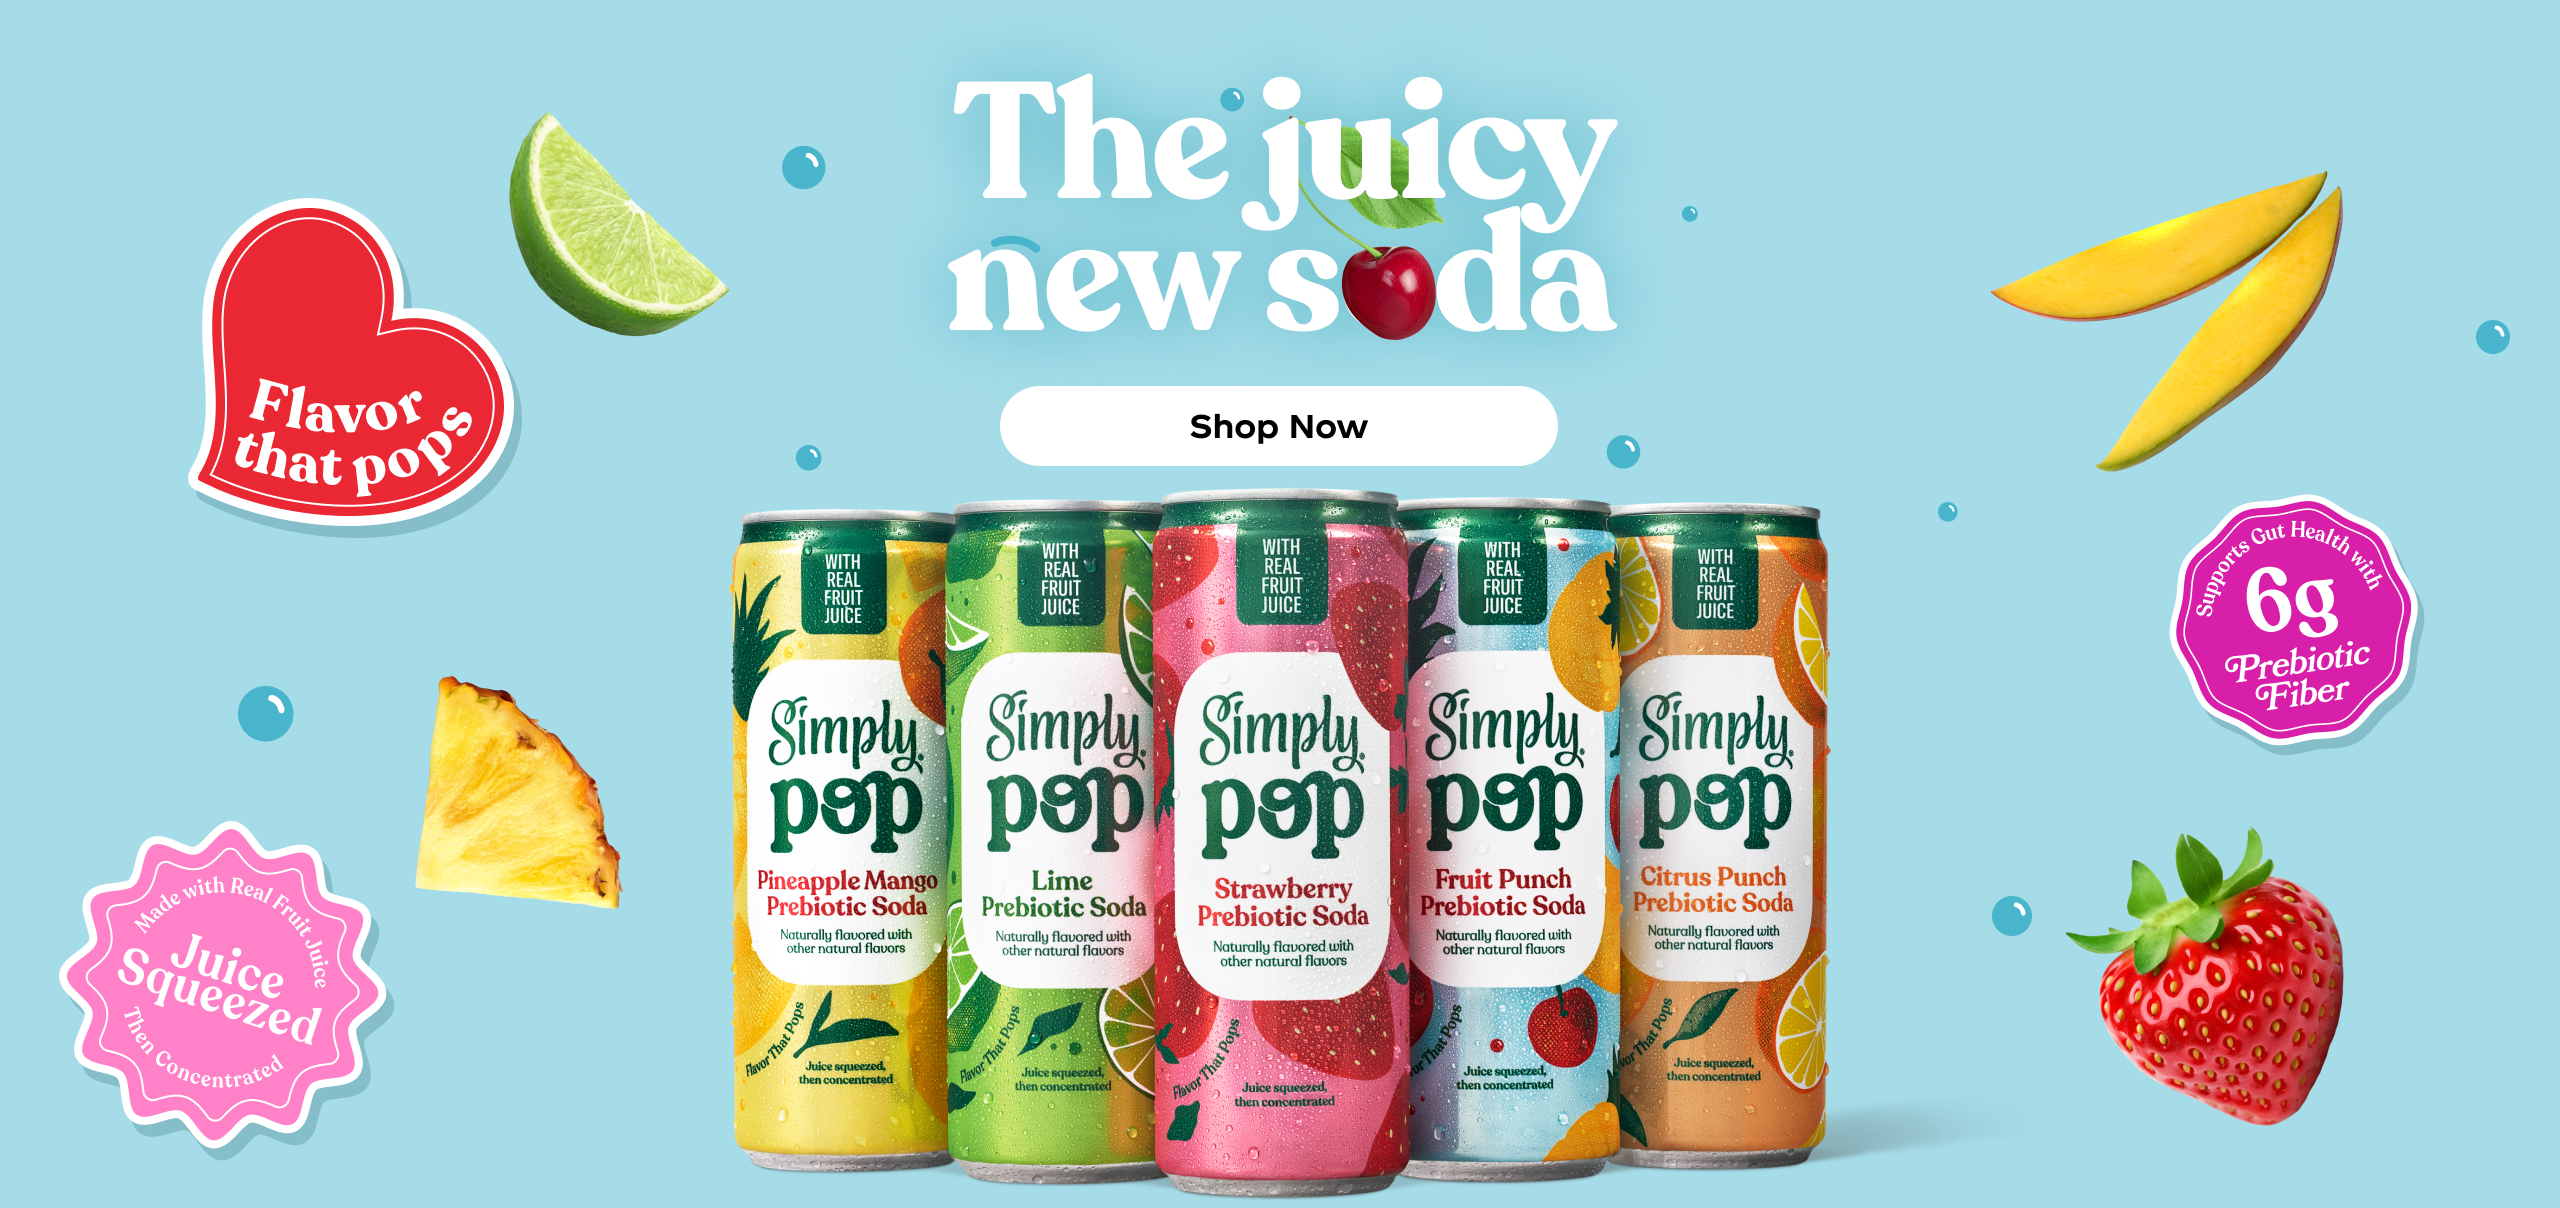 The juicy
new soda
Shop Now
Flavor
that pops
Supports Gut Health with
6g
Prebiotic
Fiber
Made with Real Fruit Juice
Juice
Squeezed
Then Concentrated
WITH
REAL
FRUIT
JUICE
Simply
pop
Pineapple Mango
Prebiotic Soda
Naturally flavored with
other natural flavors
Flavor That Pops
Juice squeezed,
then concentrated
WITH
REAL
FRUIT
JUICE
Simply
pop
Lime
Prebiotic Soda
Naturally flavored with
other natural flavors
Flavor That Pops
Juice squeezed,
then concentrated
WITH
REAL
FRUIT
JUICE
Simply
pop
Strawberry
Prebiotic Soda
Naturally flavored with
other natural flavors
Flavor That Pops
Juice squeezed,
then concentrated
WITH
REAL
FRUIT
JUICE
Simply
pop
Fruit Punch
Prebiotic Soda
Naturally flavored with
other natural flavors
That Pops
Juice squeezed,
then concentrated
WITH
REAL
FRUIT
JUICE
Simply
pop
Citrus Punch
Prebiotic Soda
Naturally flavored with
other natural flavors
That Pops
Juice squeezed,
then concentrated